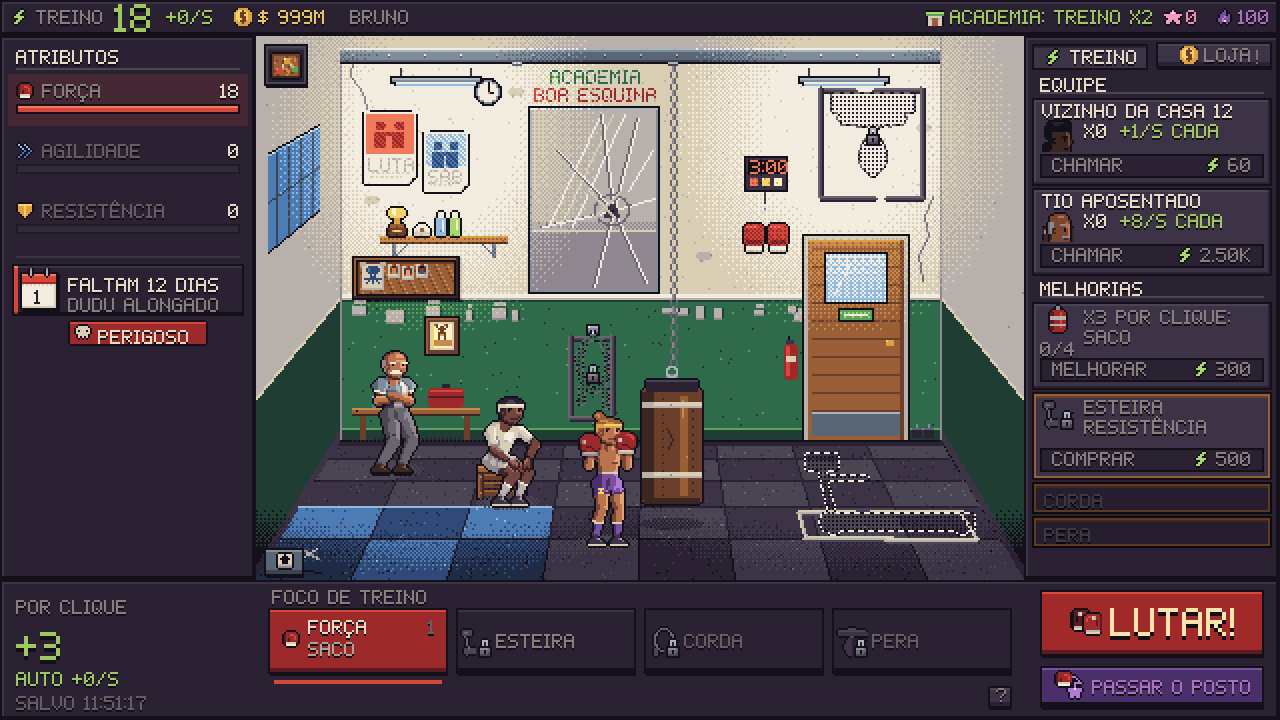 TREINO 18 +0/S $ 999M BRUNO
ACADEMIA: TREINO X2 0 100
ATRIBUTOS
FORÇA 18
AGILIDADE 0
RESISTÊNCIA 0
1
FALTAM 12 DIAS
DUDU ALONGADO
PERIGOSO
ACADEMIA
BOA ESQUINA
LUTA
SAB
3:00
TREINO
LOJA!
EQUIPE
VIZINHO DA CASA 12
X0 +1/S CADA
CHAMAR 60
TIO APOSENTADO
X0 +8/S CADA
CHAMAR 2.50K
MELHORIAS
X3 POR CLIQUE:
SACO
0/4
MELHORAR 300
ESTEIRA
RESISTÊNCIA
COMPRAR 500
CORDA
PERA
POR CLIQUE
+3
AUTO +0/S
SALVO 11:51:17
FOCO DE TREINO
FORÇA 1
SACO
ESTEIRA
CORDA
PERA
?
LUTAR!
PASSAR O POSTO